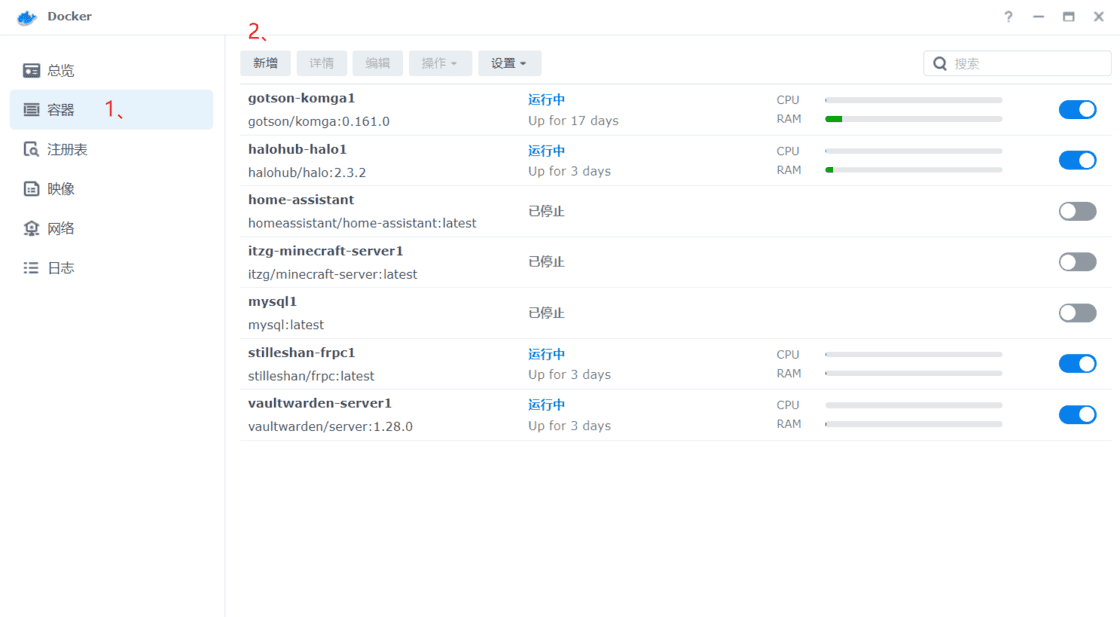 Docker
?
2、
总览
容器 1、
注册表
映像
网络
日志
新增 详情 编辑 操作 设置 搜索
gotson-komga1 运行中 CPU
gotson/komga:0.161.0 Up for 17 days RAM
halohub-halo1 运行中 CPU
halohub/halo:2.3.2 Up for 3 days RAM
home-assistant
homeassistant/home-assistant:latest
已停止
itzg-minecraft-server1
itzg/minecraft-server:latest
已停止
mysql1
mysql:latest
已停止
stilleshan-frpc1 运行中 CPU
stilleshan/frpc:latest Up for 3 days RAM
vaultwarden-server1 运行中 CPU
vaultwarden/server:1.28.0 Up for 3 days RAM